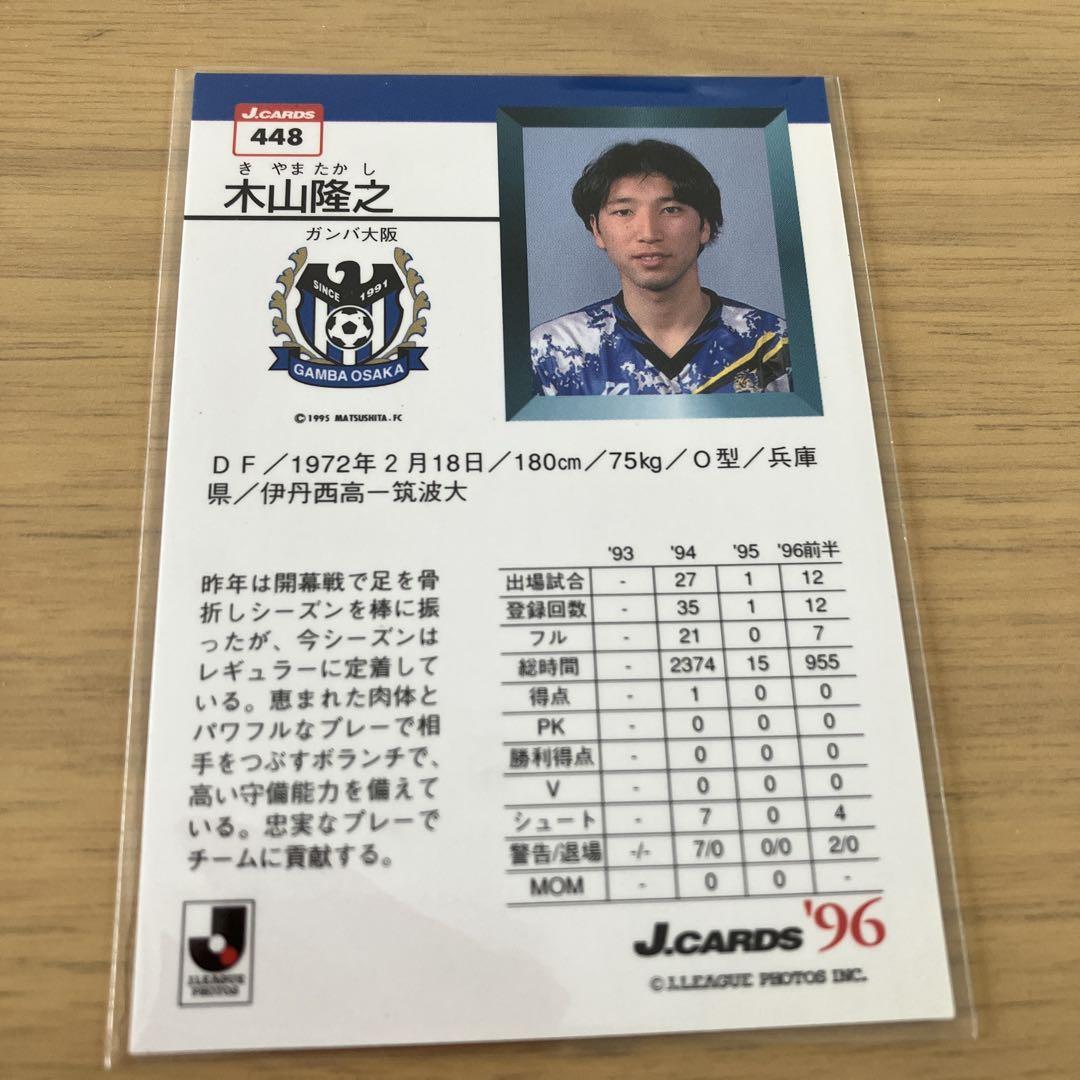 J.CARDS
448
き やま たか し
木山隆之
ガンバ大阪
SINCE 1991
GAMBA OSAKA
© 1995 MATSUSHITA.FC
DF／1972年2月18日／180㎝／75㎏／O型／兵庫
県／伊丹西高ー筑波大
昨年は開幕戦で足を骨
折しシーズンを棒に振
ったが、今シーズンは
レギュラーに定着して
いる。恵まれた肉体と
パワフルなプレーで相
手をつぶすボランチで、
高い守備能力を備えて
いる。忠実なプレーで
チームに貢献する。
'93 '94 '95 '96前半
出場試合 - 27 1 12
登録回数 - 35 1 12
フル - 21 0 7
総時間 - 2374 15 955
得点 - 1 0 0
PK - 0 0 0
勝利得点 - 0 0 0
V - 0 0 0
シュート - 7 0 4
警告/退場 -/- 7/0 0/0 2/0
MOM - 0 0 -
J.LEAGUE
PHOTOS
J.CARDS '96
© J.LEAGUE PHOTOS INC.